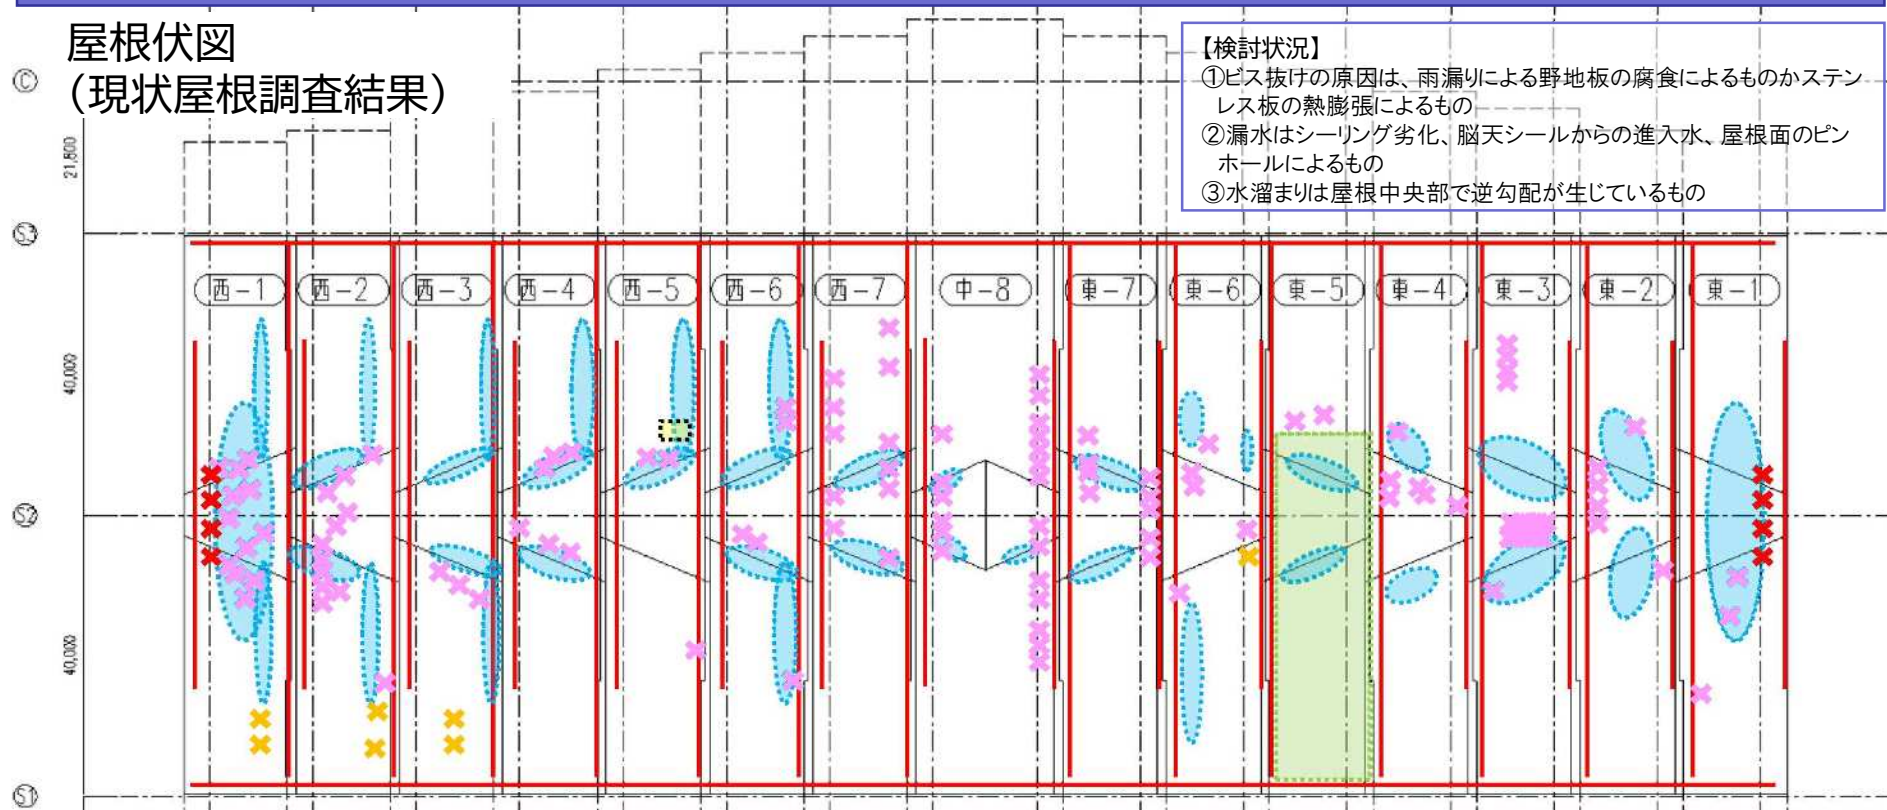 屋根伏図
(現状屋根調査結果)
【検討状況】
①ビス抜けの原因は、雨漏りによる野地板の腐食によるものかステン
レス板の熱膨張によるもの
②漏水はシーリング劣化、脳天シールからの進入水、屋根面のピン
ホールによるもの
③水溜まりは屋根中央部で逆勾配が生じているもの
C
21,800
S3
西-1 西-2 西-3 西-4 西-5 西-6 西-7 中-8 東-7 東-6 東-5 東-4 東-3 東-2 東-1
40,000
S2
40,000
S1